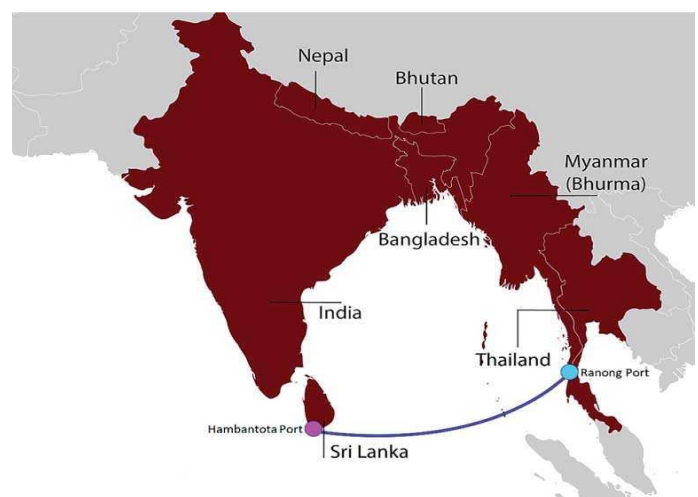 Nepal
Bhutan
Myanmar
(Bhurma)
Bangladesh
India
Thailand
Ranong Port
Hambantota Port
Sri Lanka